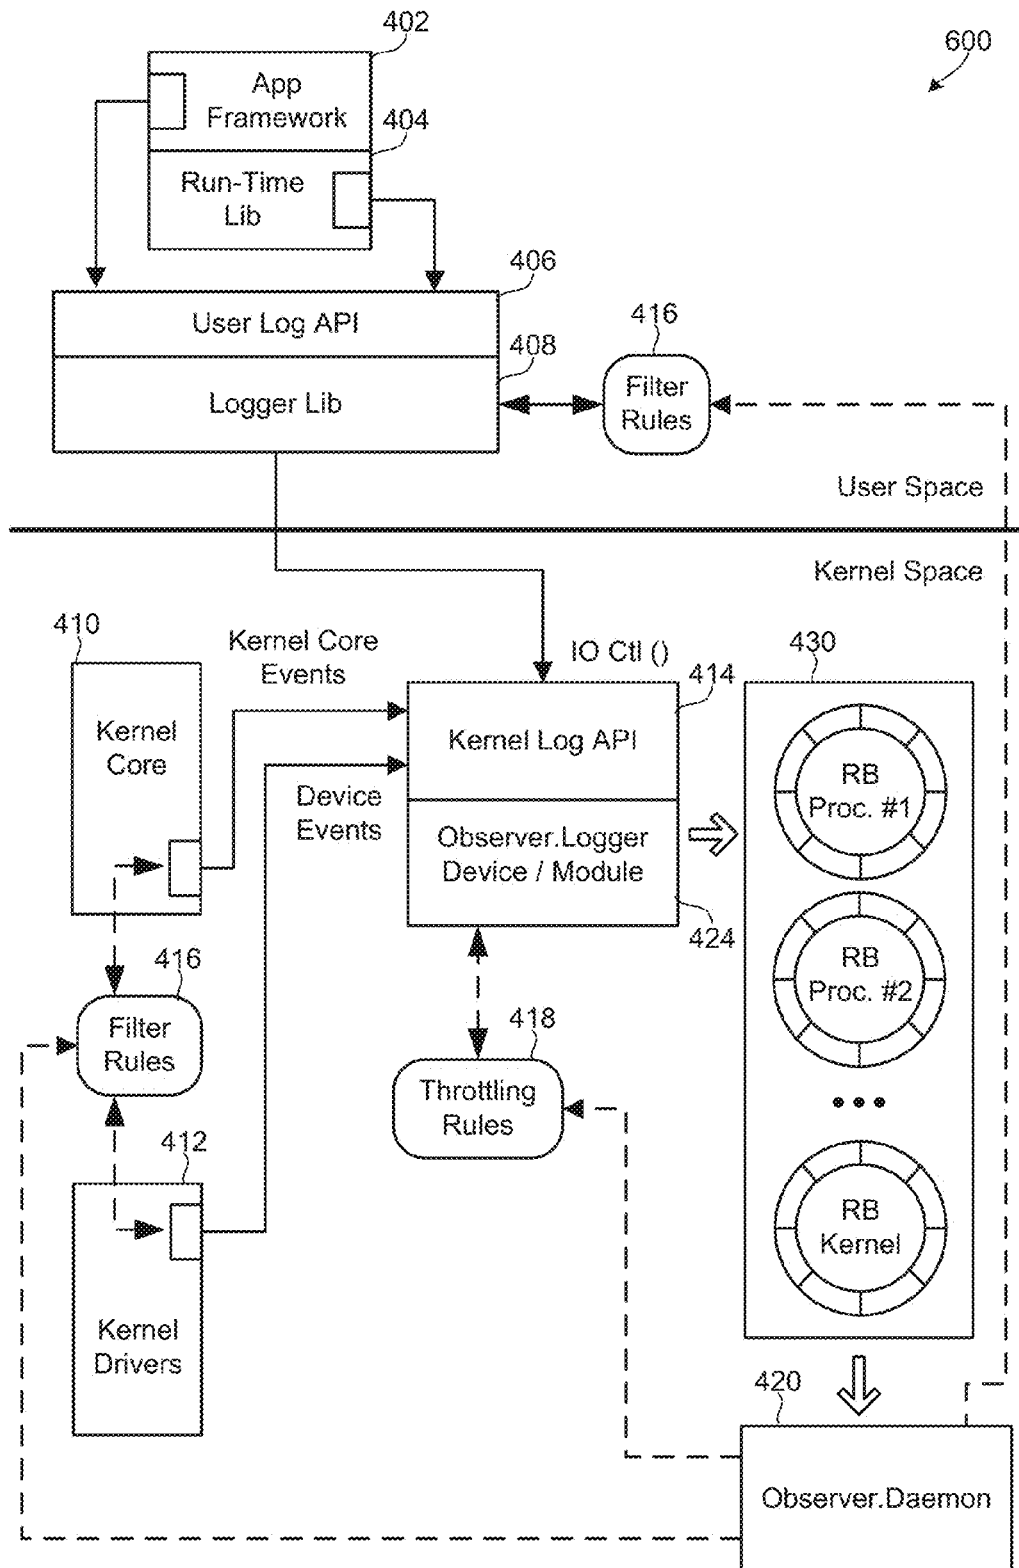 402
600
App
Framework
404
Run-Time
Lib
406
User Log API
408
Logger Lib
416
Filter
Rules
User Space
Kernel Space
410
Kernel
Core
Kernel Core
Events
IO Ctl ()
414
Kernel Log API
Device
Events
Observer.Logger
Device / Module
424
430
RB
Proc. #1
RB
Proc. #2
RB
Kernel
416
Filter
Rules
418
Throttling
Rules
412
Kernel
Drivers
420
Observer.Daemon